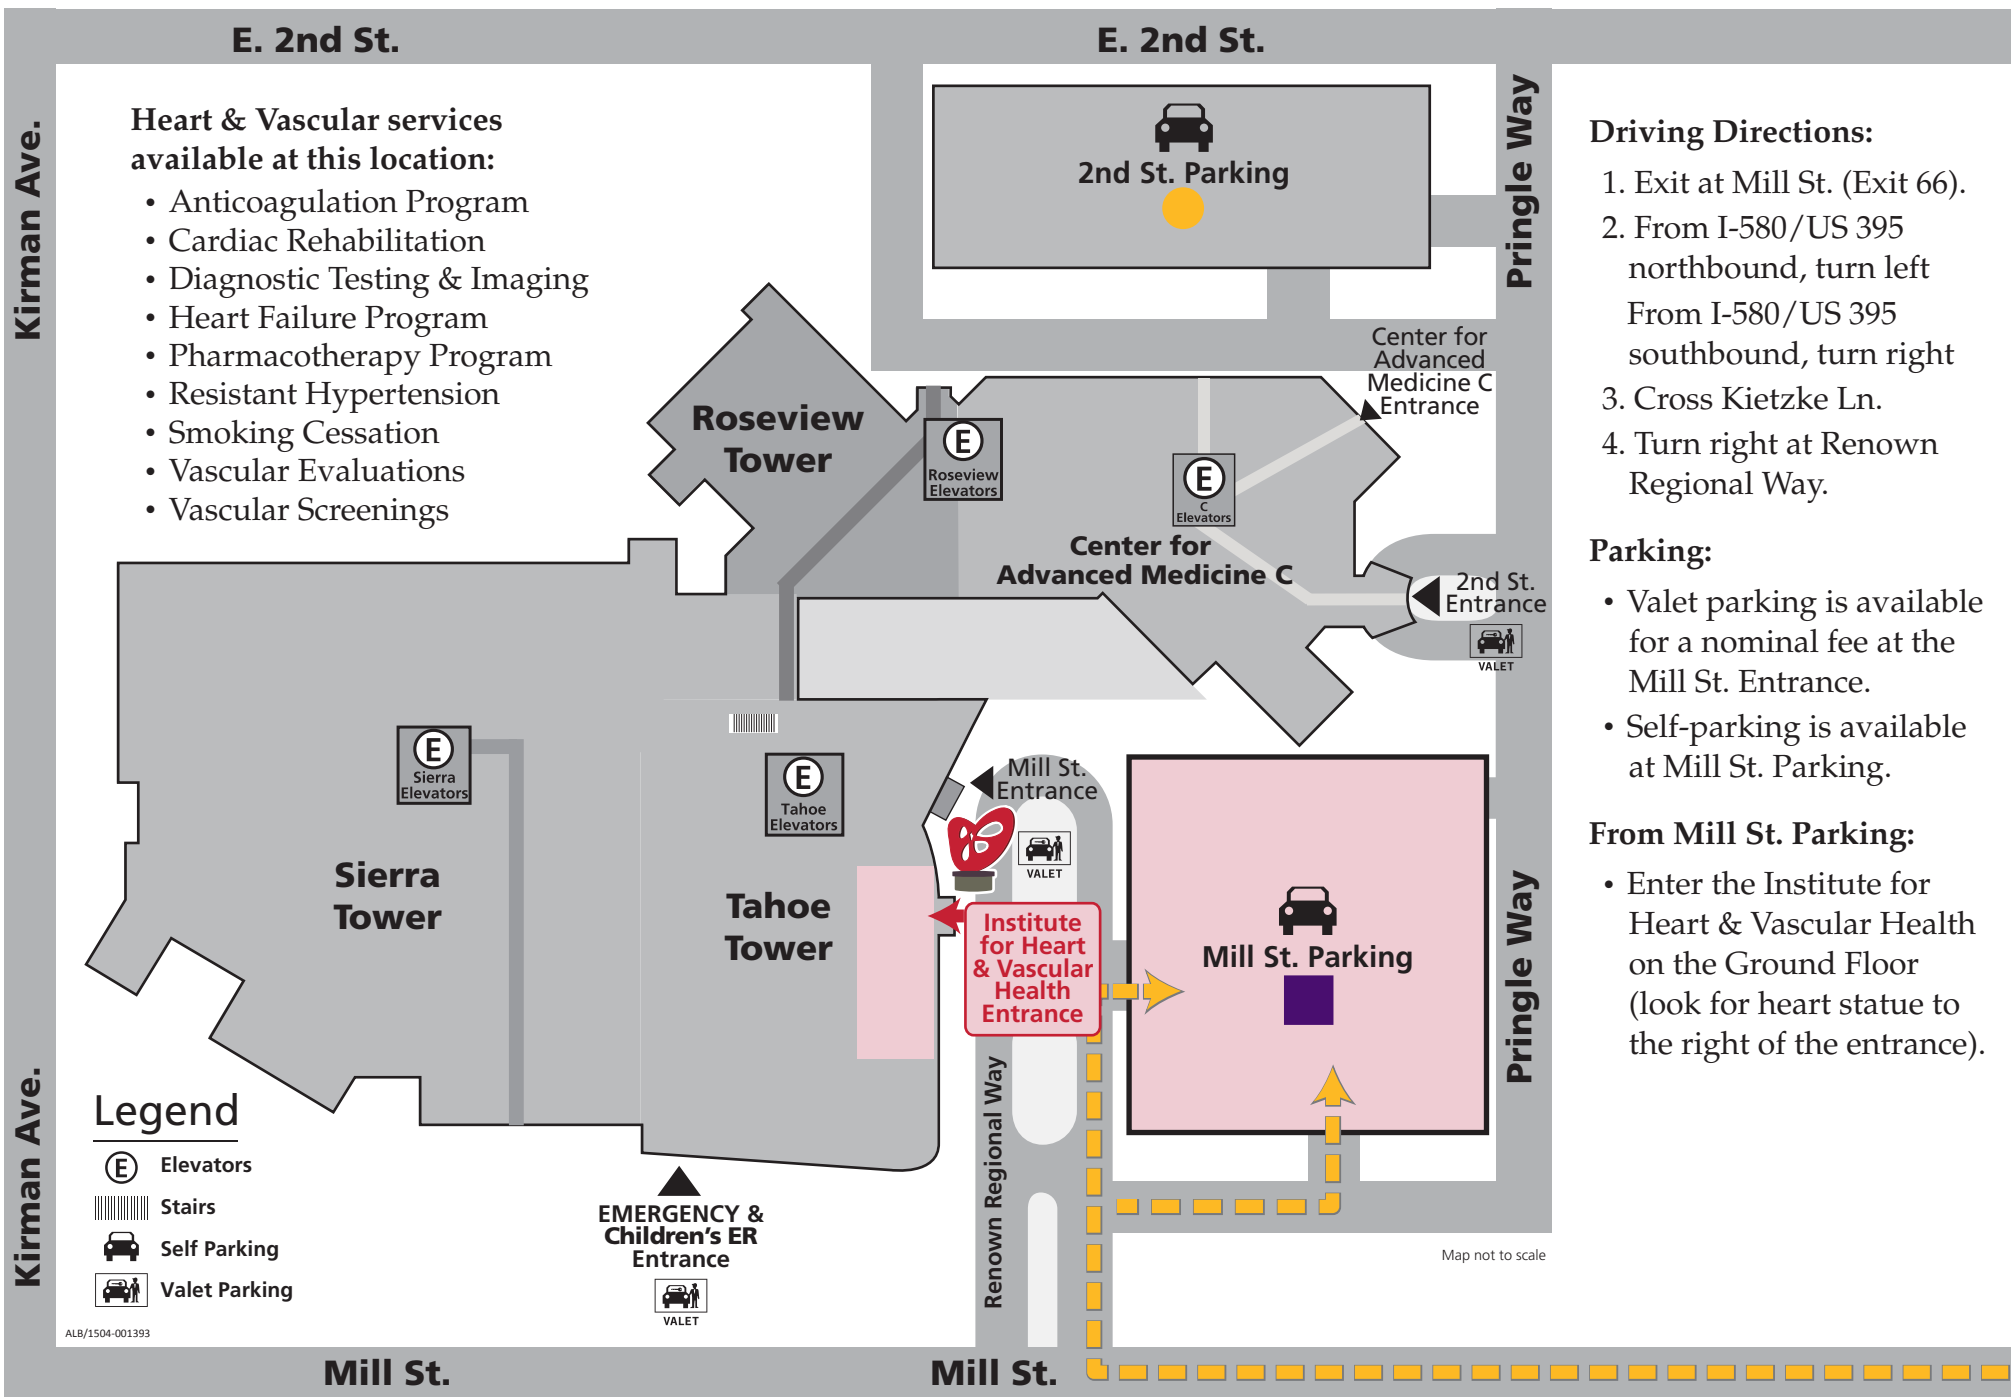 E. 2nd St.
E. 2nd St.
Kirman Ave.
Pringle Way
Heart & Vascular services
available at this location:
• Anticoagulation Program
• Cardiac Rehabilitation
• Diagnostic Testing & Imaging
• Heart Failure Program
• Pharmacotherapy Program
• Resistant Hypertension
• Smoking Cessation
• Vascular Evaluations
• Vascular Screenings
2nd St. Parking
Driving Directions:
1. Exit at Mill St. (Exit 66).
2. From I-580/US 395
northbound, turn left
From I-580/US 395
southbound, turn right
3. Cross Kietzke Ln.
4. Turn right at Renown
Regional Way.
Parking:
• Valet parking is available
for a nominal fee at the
Mill St. Entrance.
• Self-parking is available
at Mill St. Parking.
From Mill St. Parking:
• Enter the Institute for
Heart & Vascular Health
on the Ground Floor
(look for heart statue to
the right of the entrance).
Center for
Advanced
Medicine C
Entrance
Roseview
Tower
E
Roseview
Elevators
E
C
Elevators
Center for
Advanced Medicine C
2nd St.
Entrance
VALET
E
Sierra
Elevators
E
Tahoe
Elevators
Mill St.
Entrance
VALET
Sierra
Tower
Tahoe
Tower
Institute
for Heart
& Vascular
Health
Entrance
Mill St. Parking
Pringle Way
Renown Regional Way
Kirman Ave.
Legend
E Elevators
Stairs
Self Parking
Valet Parking
EMERGENCY &
Children's ER
Entrance
VALET
Map not to scale
ALB/1504-001393
Mill St.
Mill St.